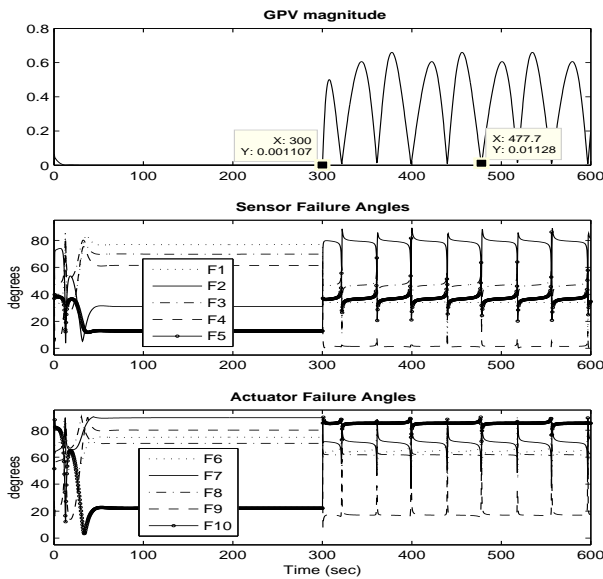 GPV magnitude
0.8
0.6
0.4
0.2
0
X: 300
Y: 0.001107
X: 477.7
Y: 0.01128
0 100 200 300 400 500 600
Sensor Failure Angles
degrees
80
60
40
20
0
F1
F2
F3
F4
F5
0 100 200 300 400 500 600
Actuator Failure Angles
degrees
80
60
40
20
0
F6
F7
F8
F9
F10
0 100 200 300 400 500 600
Time (sec)